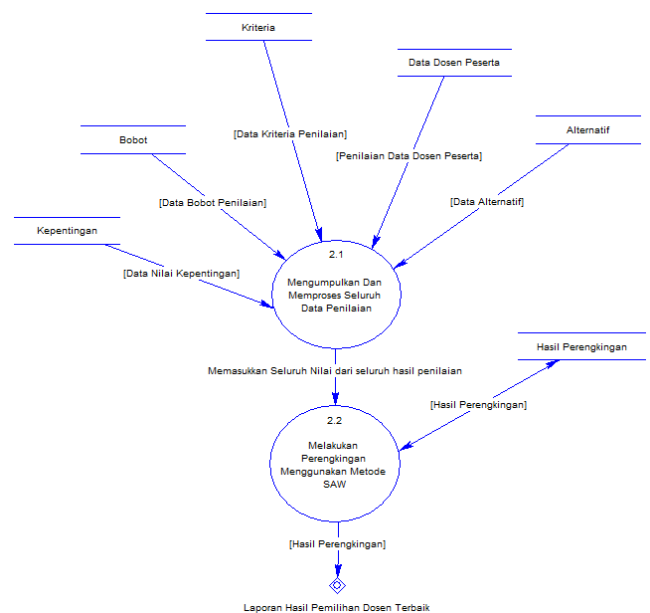 Kriteria
Data Dosen Peserta
Bobot
Alternatif
[Data Kriteria Penilaian]
[Penilaian Data Dosen Peserta]
[Data Bobot Penilaian]
[Data Alternatif]
Kepentingan
[Data Nilai Kepentingan]
2.1
Mengumpulkan Dan
Memproses Seluruh
Data Penilaian
Hasil Perengkingan
Memasukkan Seluruh Nilai dari seluruh hasil penilaian
[Hasil Perengkingan]
2.2
Melakukan
Perengkingan
Menggunakan Metode
SAW
[Hasil Perengkingan]
Laporan Hasil Pemilihan Dosen Terbaik